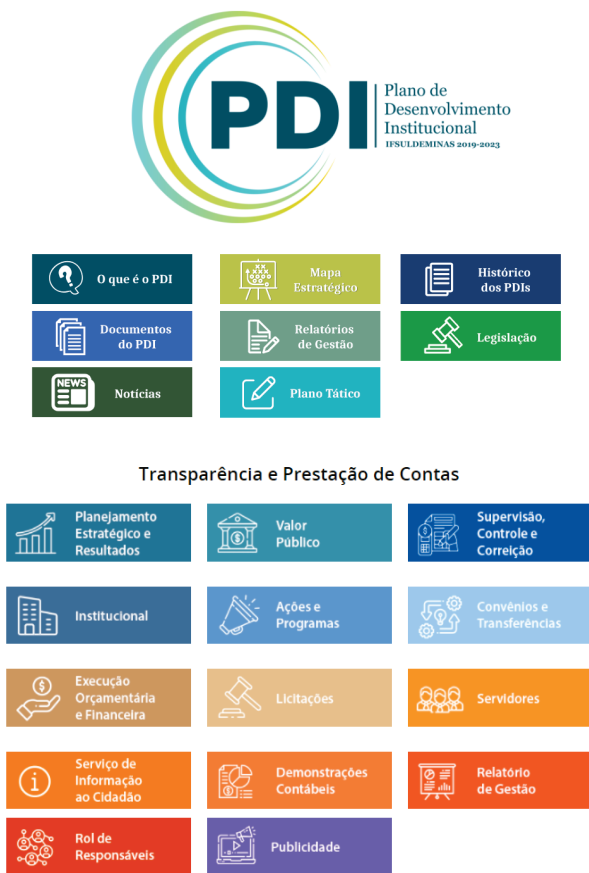 PDI
Plano de
Desenvolvimento
Institucional
IFSULDEMINAS 2019-2023
O que é o PDI
Mapa
Estratégico
Histórico
dos PDIs
Documentos
do PDI
Relatórios
de Gestão
Legislação
NEWS
Notícias
Plano Tático
Transparência e Prestação de Contas
Planejamento
Estratégico e
Resultados
Valor
Público
Supervisão,
Controle e
Correição
Institucional
Ações e
Programas
Convênios e
Transferências
Execução
Orçamentária
e Financeira
Licitações
Servidores
Serviço de
Informação
ao Cidadão
Demonstrações
Contábeis
Relatório
de Gestão
Rol de
Responsáveis
Publicidade